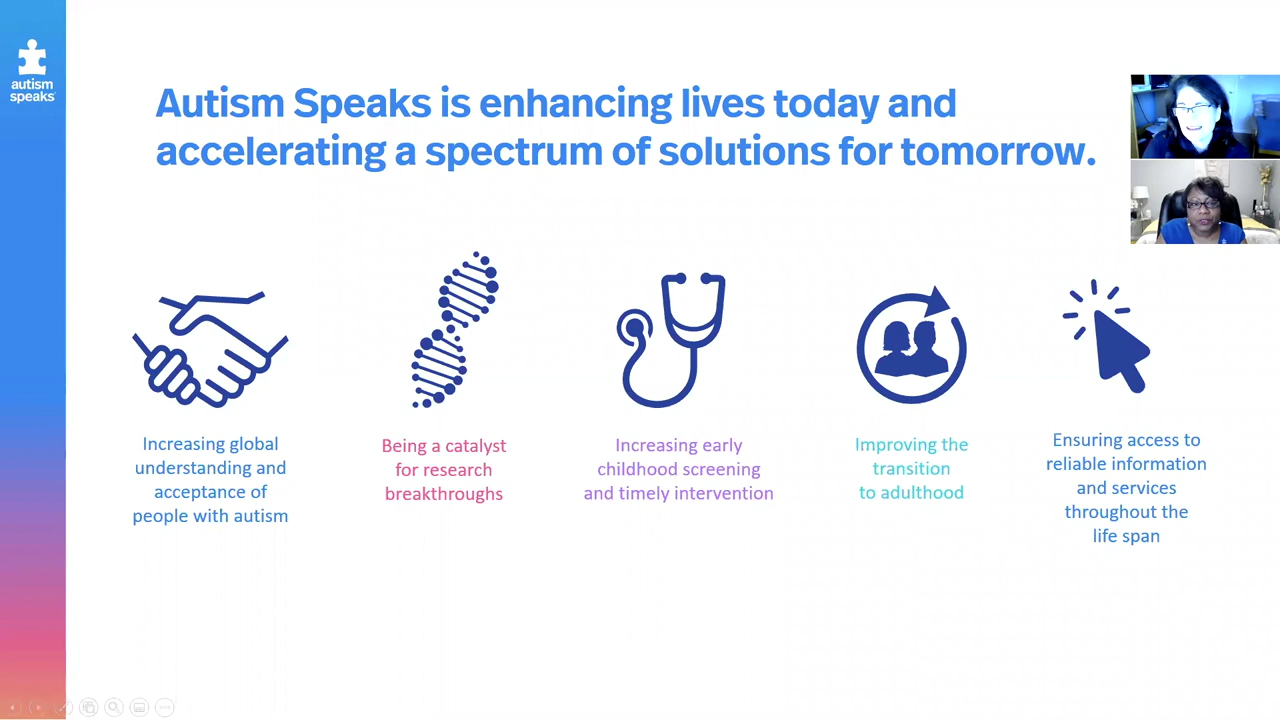 autism
speaks
Autism Speaks is enhancing lives today and
accelerating a spectrum of solutions for tomorrow.
Increasing global
understanding and
acceptance of
people with autism
Being a catalyst
for research
breakthroughs
Increasing early
childhood screening
and timely intervention
Improving the
transition
to adulthood
Ensuring access to
reliable information
and services
throughout the
life span